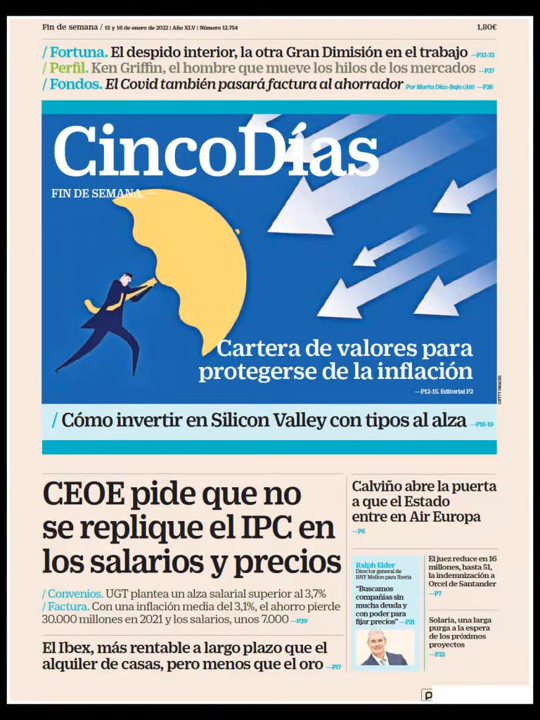 Fin de semana / 15 y 16 de enero de 2022 | Año XLV | Número 12.754
1,80€
/ Fortuna. El despido interior, la otra Gran Dimisión en el trabajo —P32-33
/ Perfil. Ken Griffin, el hombre que mueve los hilos de los mercados —P27
/ Fondos. El Covid también pasará factura al ahorrador Por Marta Díaz-Bajo (A&I) —P26
CincoDías
FIN DE SEMANA.—
Cartera de valores para
protegerse de la inflación
—P12-15. Editorial P2
GETTY IMAGES
/ Cómo invertir en Silicon Valley con tipos al alza —P18-19
CEOE pide que no
se replique el IPC en
los salarios y precios
/ Convenios. UGT plantea un alza salarial superior al 3,7%
/ Factura. Con una inflación media del 3,1%, el ahorro pierde
30.000 millones en 2021 y los salarios, unos 7.000 —P29
El Ibex, más rentable a largo plazo que el
alquiler de casas, pero menos que el oro —P17
Calviño abre la puerta
a que el Estado
entre en Air Europa
—P6
Ralph Elder
Director general de
BNY Mellon para Iberia
“Buscamos
compañías sin
mucha deuda y
con poder para
fijar precios” —P21
El juez reduce en 16
millones, hasta 51,
la indemnización a
Orcel de Santander
—P7
Solaria, una larga
purga a la espera
de los próximos
proyectos
—P22